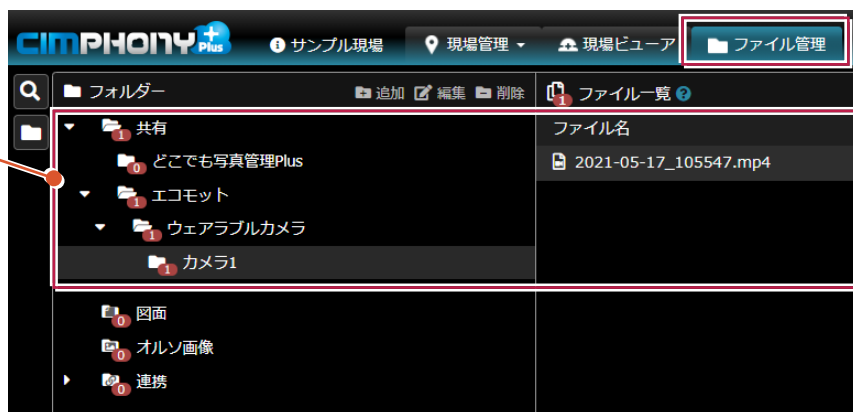 CIMPHONY Plus サンプル現場 現場管理 現場ビューア ファイル管理
フォルダー 追加 編集 削除 1 ファイル一覧
1 共有 ファイル名
0 どこでも写真管理Plus 2021-05-17_105547.mp4
1 エコモット
1 ウェアラブルカメラ
1 カメラ1
0 図面
0 オルソ画像
0 連携